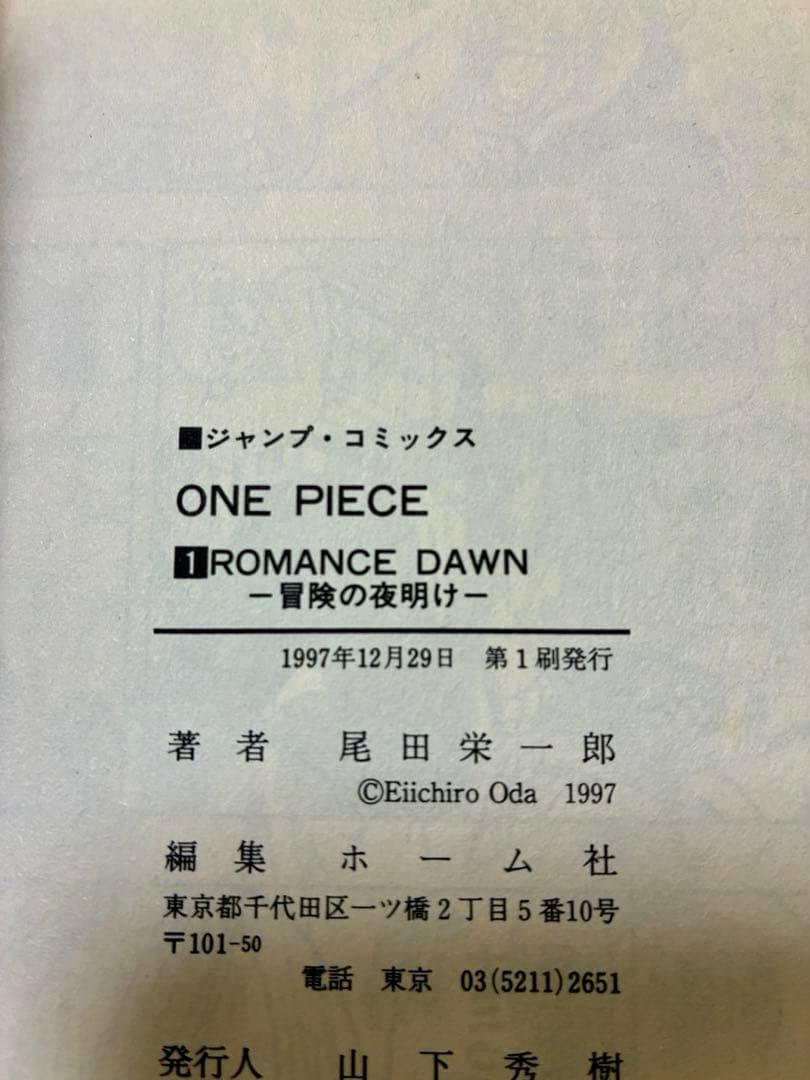 ジャンプ・コミックス
ONE PIECE
1 ROMANCE DAWN
―冒険の夜明け―
1997年12月29日 第1刷発行
著者 尾田栄一郎
©Eiichiro Oda 1997
編集 ホーム社
東京都千代田区一ツ橋2丁目5番10号
〒101-50
電話 東京 03(5211)2651
発行人 山下秀樹